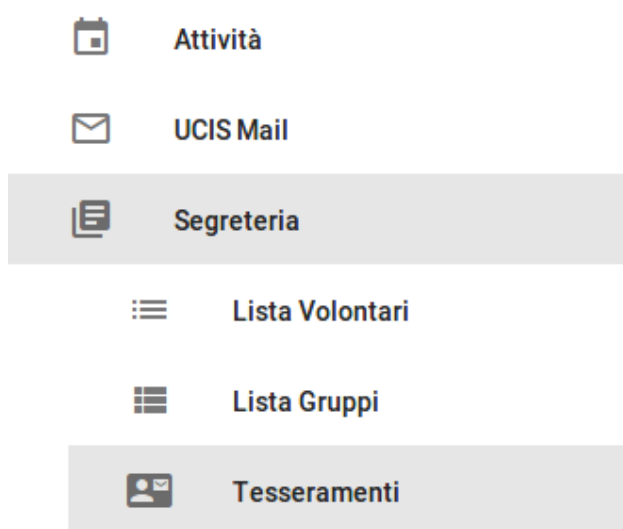 Attività
UCIS Mail
Segreteria
Lista Volontari
Lista Gruppi
Tesseramenti